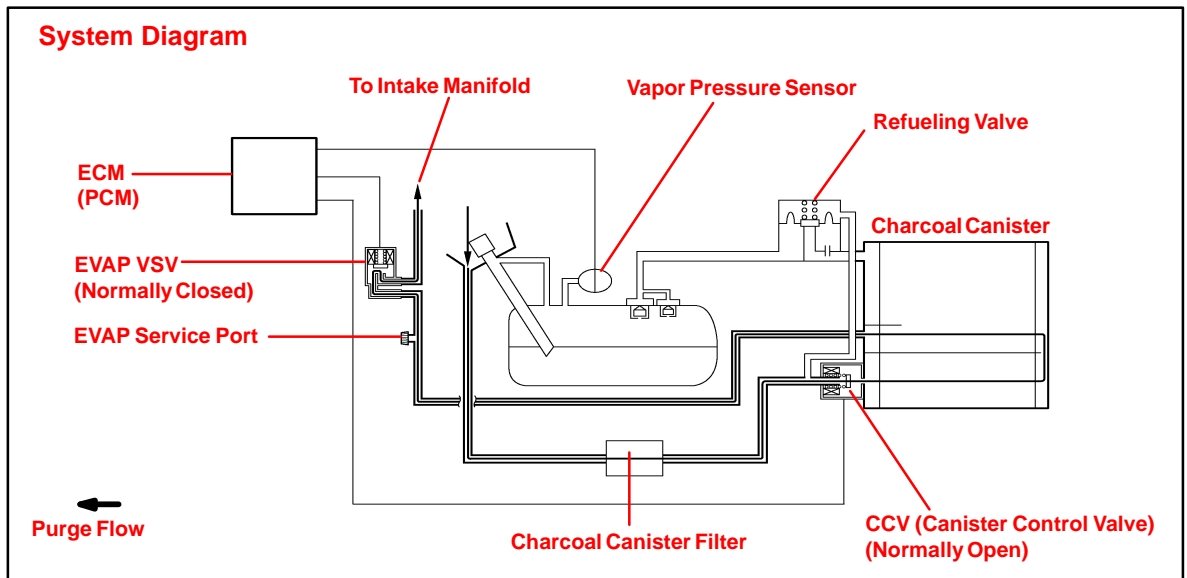 System Diagram
To Intake Manifold
Vapor Pressure Sensor
Refueling Valve
ECM
(PCM)
Charcoal Canister
EVAP VSV
(Normally Closed)
EVAP Service Port
Purge Flow
Charcoal Canister Filter
CCV (Canister Control Valve)
(Normally Open)